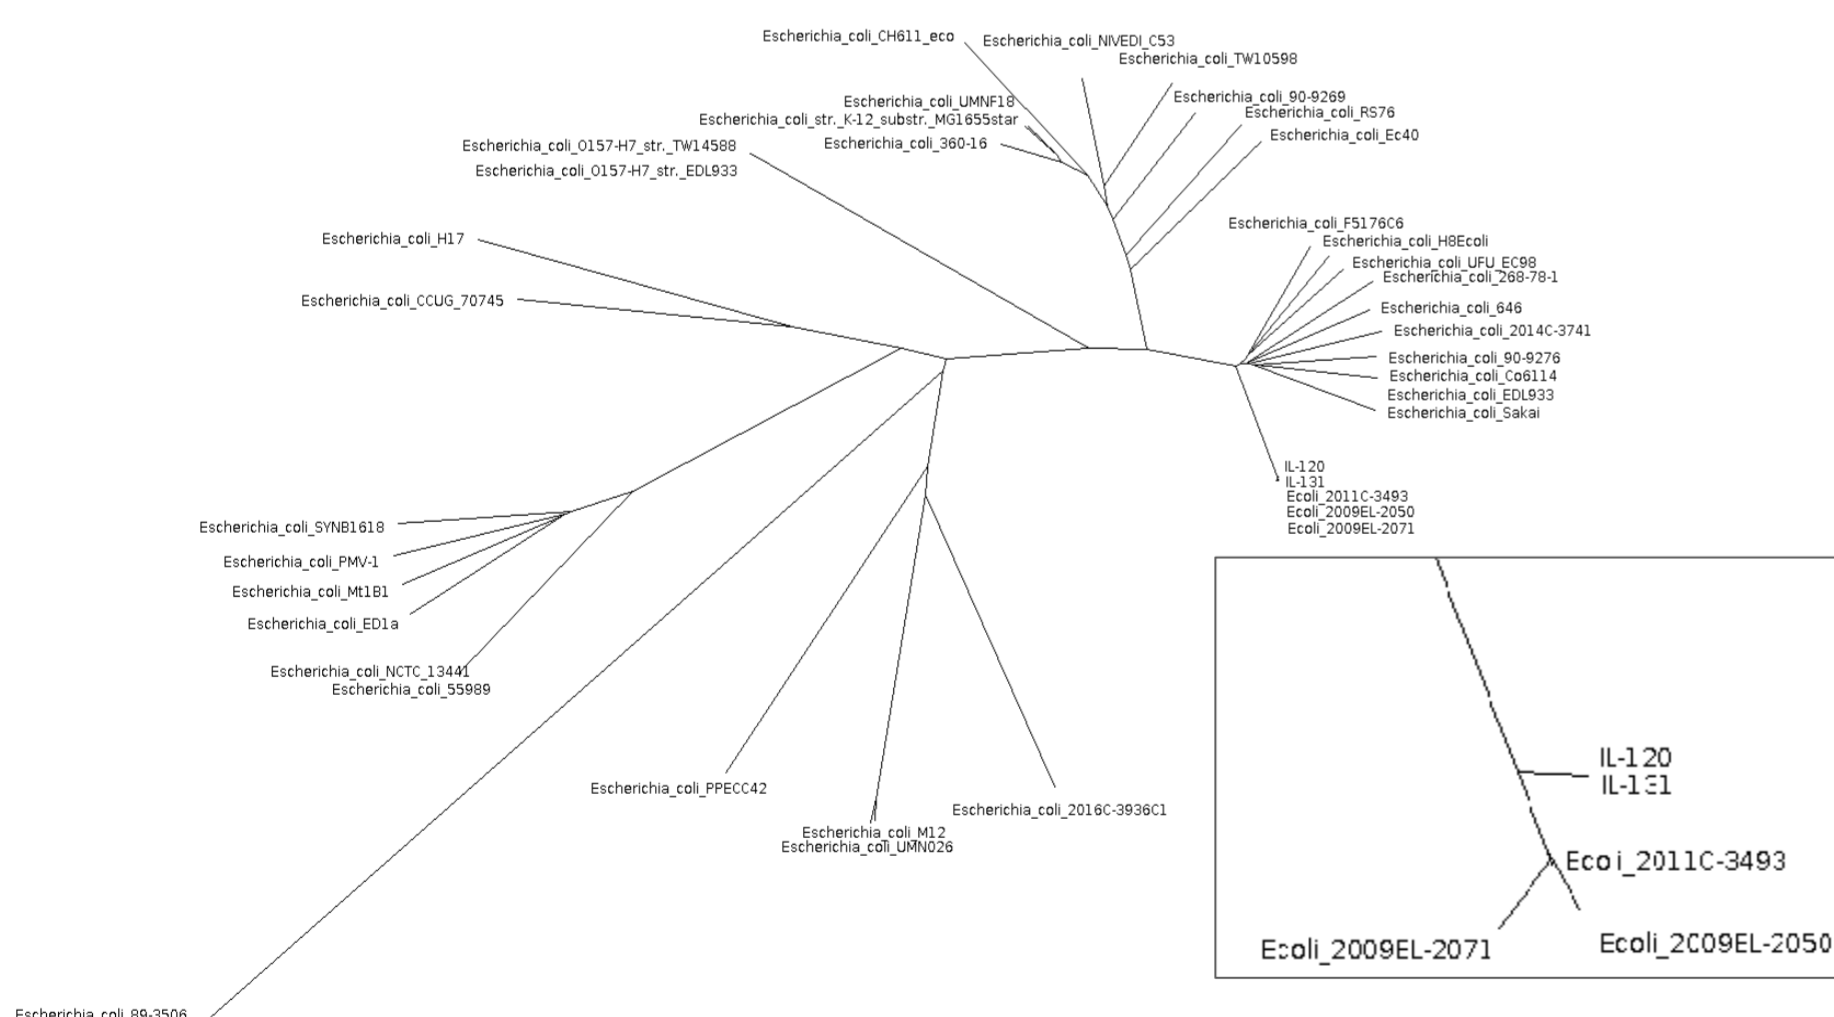 Escherichia_coli_CH611_eco
Escherichia_coli_NIVEDI_C53
Escherichia_coli_TW10598
Escherichia_coli_90-9269
Escherichia_coli_UMNF18
Escherichia_coli_RS76
Escherichia_coli_str._K-12_substr._MG1655star
Escherichia_coli_Ec40
Escherichia_coli_360-16
Escherichia_coli_O157-H7_str._TW14588
Escherichia_coli_O157-H7_str._EDL933
Escherichia_coli_F5176C6
Escherichia_coli_H17
Escherichia_coli_H8Ecoli
Escherichia_coli_UFU_EC98
Escherichia_coli_268-78-1
Escherichia_coli_CCUG_70745
Escherichia_coli_646
Escherichia_coli_2014C-3741
Escherichia_coli_90-9276
Escherichia_coli_Co6114
Escherichia_coli_EDL933
Escherichia_coli_Sakai
IL-120
IL-131
Ecoli_2011C-3493
Ecoli_2009EL-2050
Ecoli_2009EL-2071
Escherichia_coli_SYNB1618
Escherichia_coli_PMV-1
Escherichia_coli_Mt1B1
Escherichia_coli_ED1a
Escherichia_coli_NCTC_13441
Escherichia_coli_55989
Escherichia_coli_PPECC42
Escherichia_coli_2016C-3936C1
Escherichia_coli_M12
Escherichia_coli_UMN026
IL-120
IL-131
Ecoli_2011C-3493
Ecoli_2009EL-2050
Ecoli_2009EL-2071
Escherichia_coli_89-3506